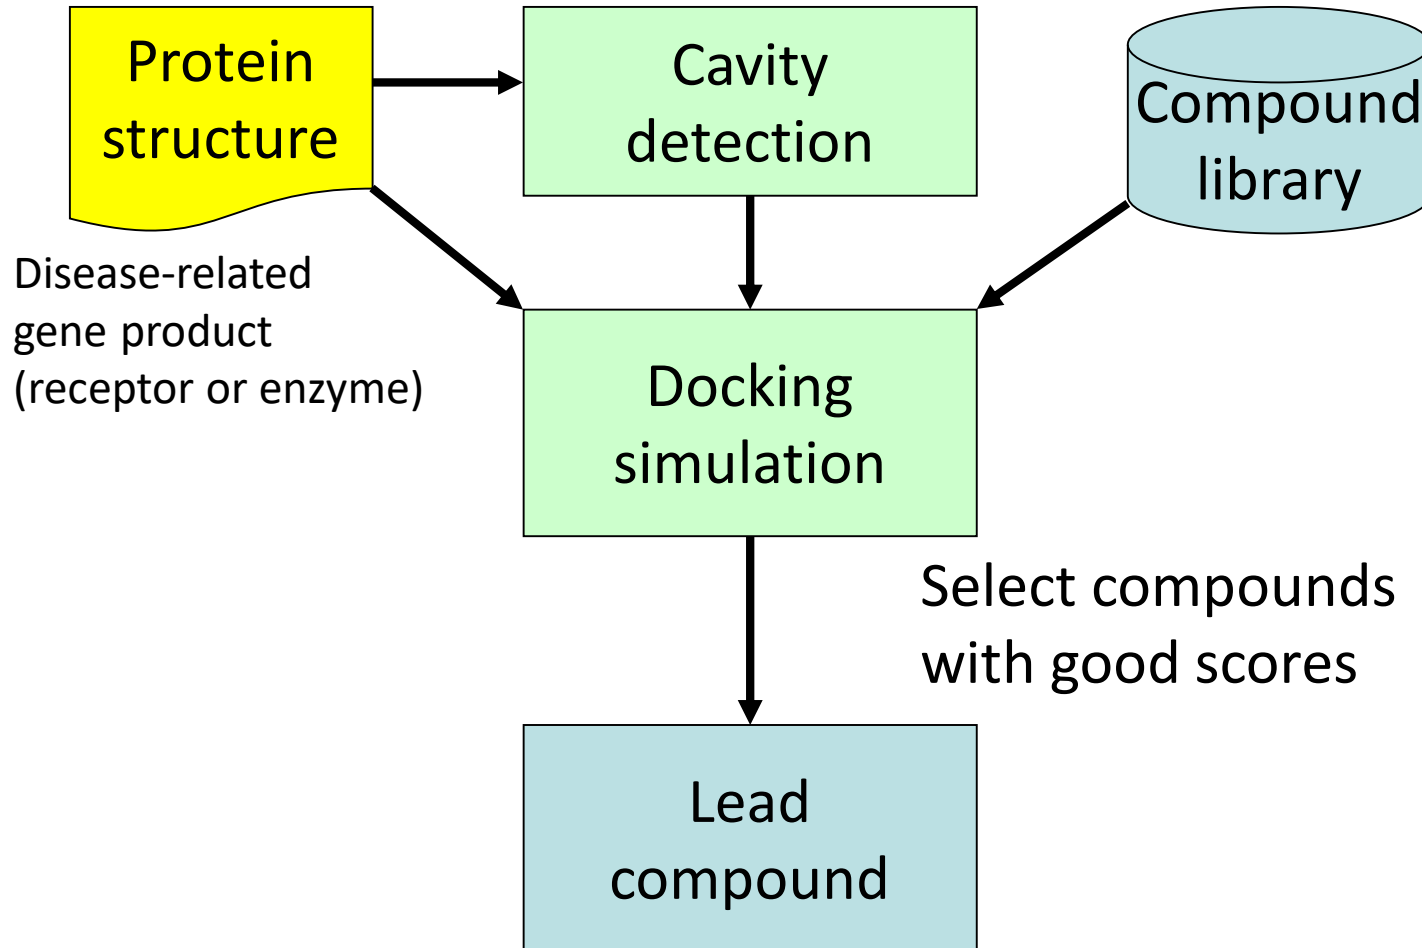 Protein
structure
Cavity
detection
Compound
library
Disease-related
gene product
(receptor or enzyme)
Docking
simulation
Select compounds
with good scores
Lead
compound